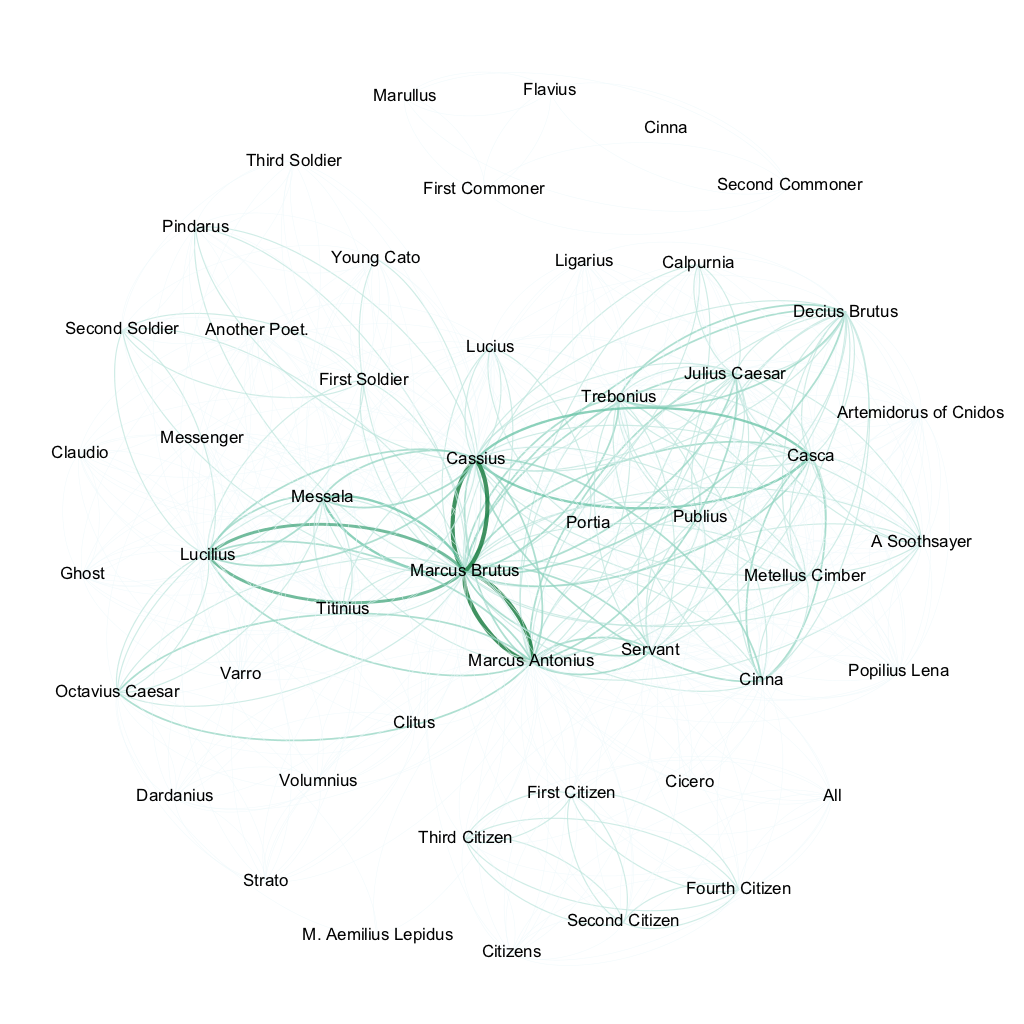 Flavius
Marullus
Cinna
Third Soldier
Second Commoner
First Commoner
Pindarus
Young Cato
Ligarius
Calpurnia
Decius Brutus
Second Soldier
Another Poet.
Lucius
Julius Caesar
First Soldier
Trebonius
Artemidorus of Cnidos
Messenger
Claudio
Casca
Cassius
Messala
Publius
Portia
A Soothsayer
Lucilius
Marcus Brutus
Ghost
Metellus Cimber
Titinius
Servant
Marcus Antonius
Popilius Lena
Varro
Cinna
Octavius Caesar
Clitus
Volumnius
Cicero
First Citizen
Dardanius
All
Third Citizen
Strato
Fourth Citizen
Second Citizen
M. Aemilius Lepidus
Citizens